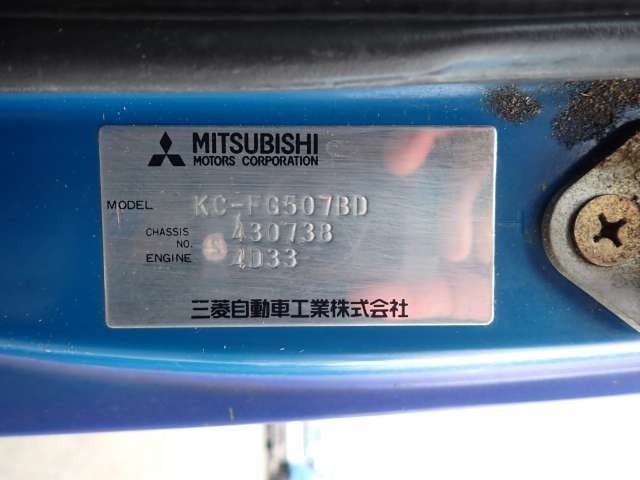 MITSUBISHI
MOTORS CORPORATION
MODEL KC-FG507BD
CHASSIS NO. 430738
ENGINE 4D33
三菱自動車工業株式会社